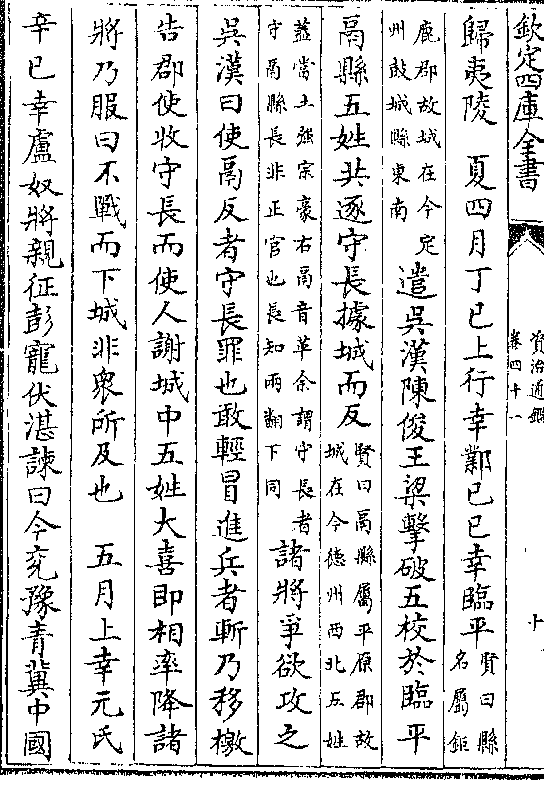 欽定四庫全書
資治通鑑
卷四十一
十
歸夷陵　夏四月丁巳上行幸鄴己巳幸臨平賢曰縣名屬鉅
鹿郡故城在今定州鼓城縣東南遣吳漢陳俊王梁擊破五校於臨平
鬲縣五姓共逐守長據城而反賢曰鬲縣屬平原郡故城在今德州西北五姓
蓋當土強宗豪右鬲音革余謂守長者守鬲縣長非正官也長知兩翻下同諸將爭欲攻之
吳漢曰使鬲反者守長罪也敢輕冒進兵者斬乃移檄
告郡使收守長而使人謝城中五姓大喜即相率降諸
將乃服曰不戰而下城非眾所及也　五月上幸元氏
辛巳幸盧奴將親征彭寵伏湛諫曰今兗豫青冀中國